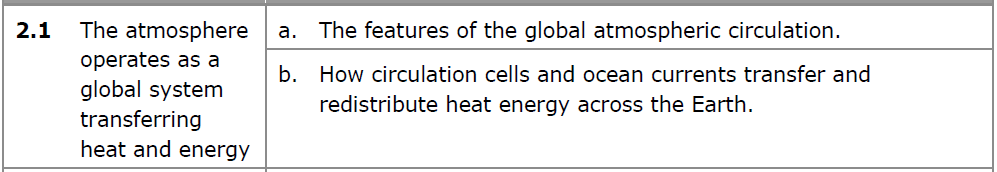 2.1 The atmosphere operates as a global system transferring heat and energy
a. The features of the global atmospheric circulation.
b. How circulation cells and ocean currents transfer and
redistribute heat energy across the Earth.